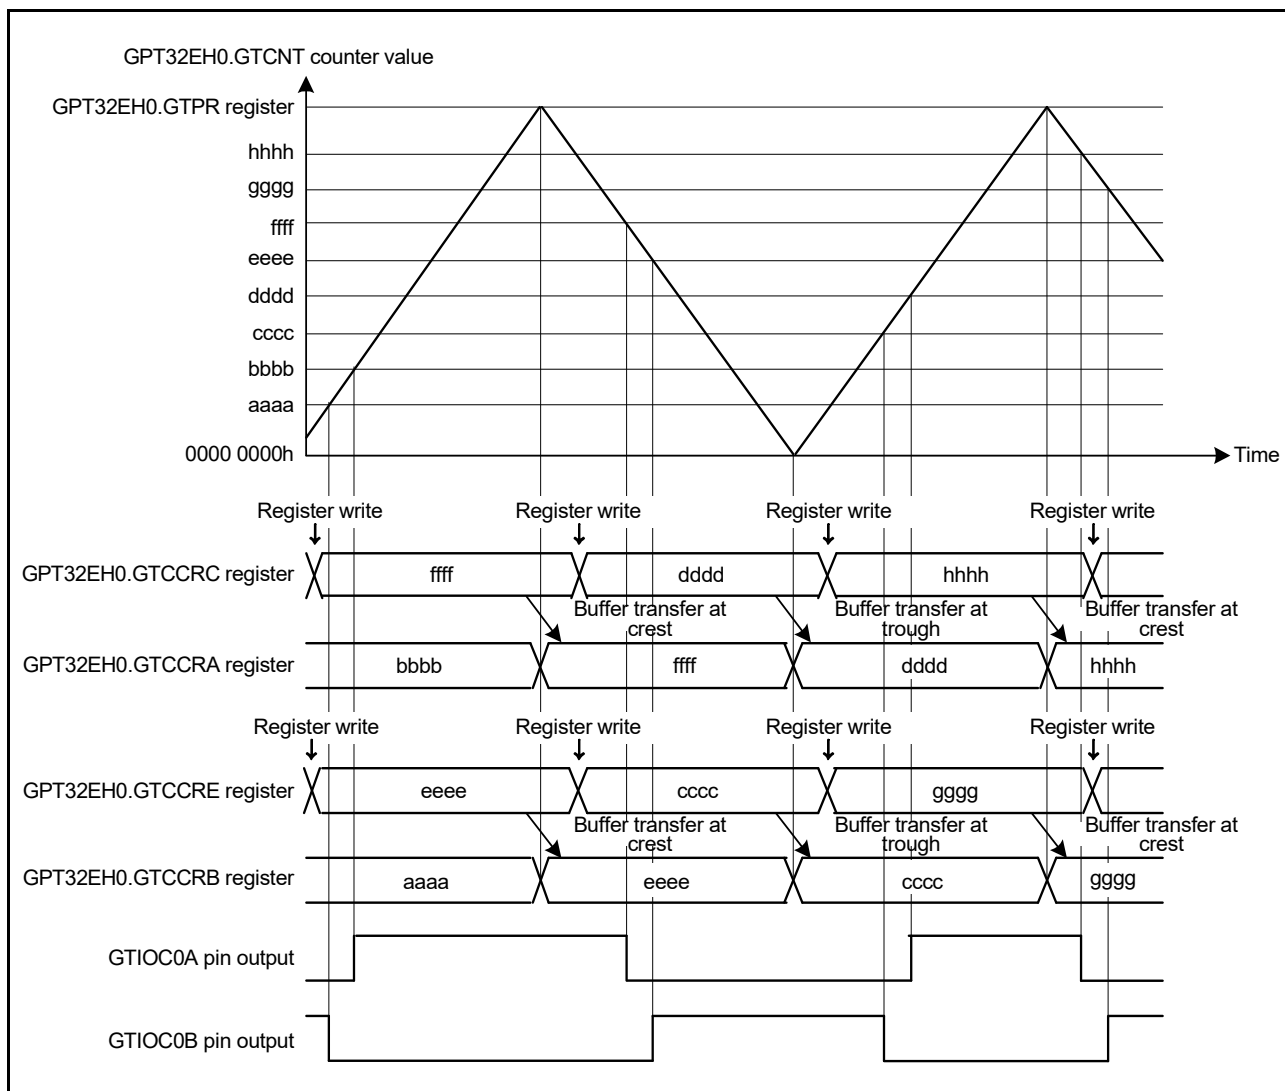 GPT32EH0.GTCNT counter value
GPT32EH0.GTPR register
hhhh
gggg
ffff
eeee
dddd
cccc
bbbb
aaaa
0000 0000h
Time
Register write Register write Register write Register write
GPT32EH0.GTCCRC register ffff dddd hhhh
Buffer transfer at Buffer transfer at Buffer transfer at
crest trough crest
GPT32EH0.GTCCRA register bbbb ffff dddd hhhh
Register write Register write Register write Register write
GPT32EH0.GTCCRE register eeee cccc gggg
Buffer transfer at Buffer transfer at Buffer transfer at
crest trough crest
GPT32EH0.GTCCRB register aaaa eeee cccc gggg
GTIOC0A pin output
GTIOC0B pin output